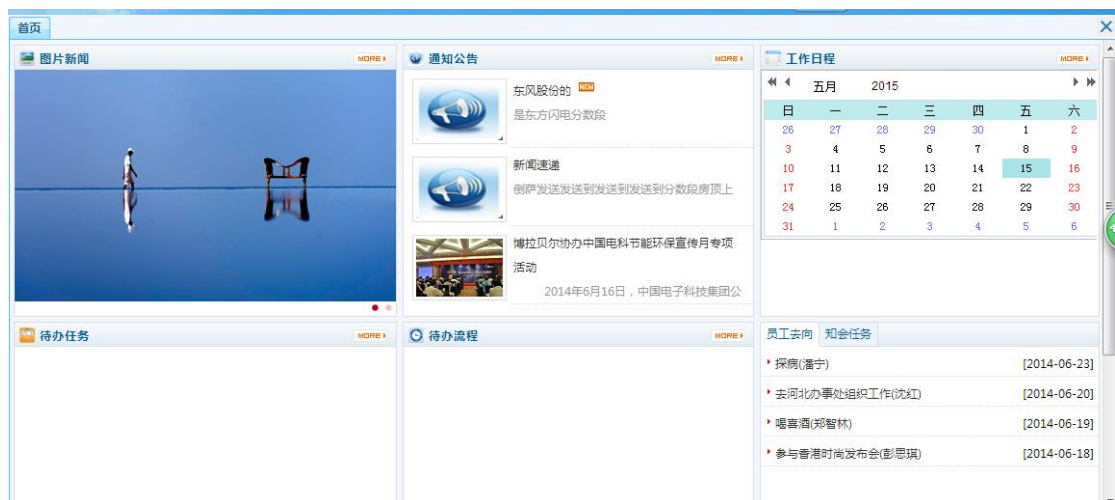 首页
图片新闻 MORE
通知公告 MORE
东风股份的 NEW
是东方闪电分数段
新闻速递
倒萨发送发送到发送到发送到分数段房顶上
博拉贝尔协办中国电科节能环保宣传月专项
活动
2014年6月16日，中国电子科技集团公
工作日程 MORE
五月 2015
日 一 二 三 四 五 六
26 27 28 29 30 1 2
3 4 5 6 7 8 9
10 11 12 13 14 15 16
17 18 19 20 21 22 23
24 25 26 27 28 29 30
31 1 2 3 4 5 6
待办任务 MORE
待办流程 MORE
员工去向 知会任务
探病(潘宁) [2014-06-23]
去河北办事处组织工作(沈红) [2014-06-20]
喝喜酒(郑智林) [2014-06-19]
参与香港时尚发布会(彭思琪) [2014-06-18]